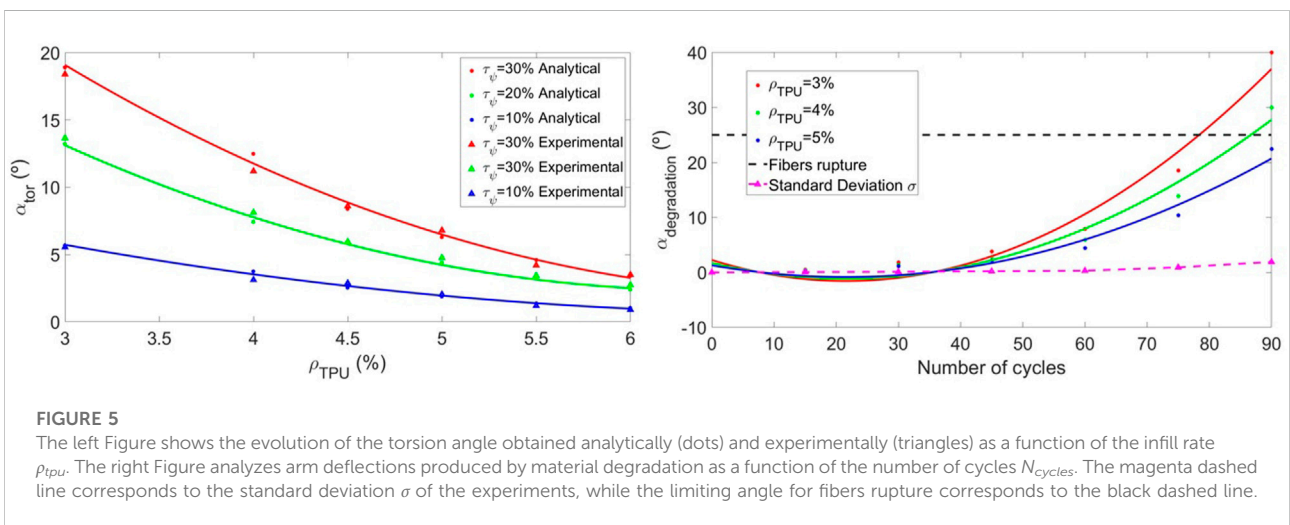 20
15
10
5
0
α_tor (º)
3
3.5
4
4.5
5
5.5
6
ρ_TPU (%)
τ_ψ=30% Analytical
τ_ψ=20% Analytical
τ_ψ=10% Analytical
τ_ψ=30% Experimental
τ_ψ=30% Experimental
τ_ψ=10% Experimental
40
30
20
10
0
-10
α_degradation (º)
0
10
20
30
40
50
60
70
80
90
Number of cycles
ρ_TPU=3%
ρ_TPU=4%
ρ_TPU=5%
Fibers rupture
Standard Deviation σ
FIGURE 5
The left Figure shows the evolution of the torsion angle obtained analytically (dots) and experimentally (triangles) as a function of the infill rate
ρ_tpu. The right Figure analyzes arm deflections produced by material degradation as a function of the number of cycles N_cycles. The magenta dashed
line corresponds to the standard deviation σ of the experiments, while the limiting angle for fibers rupture corresponds to the black dashed line.